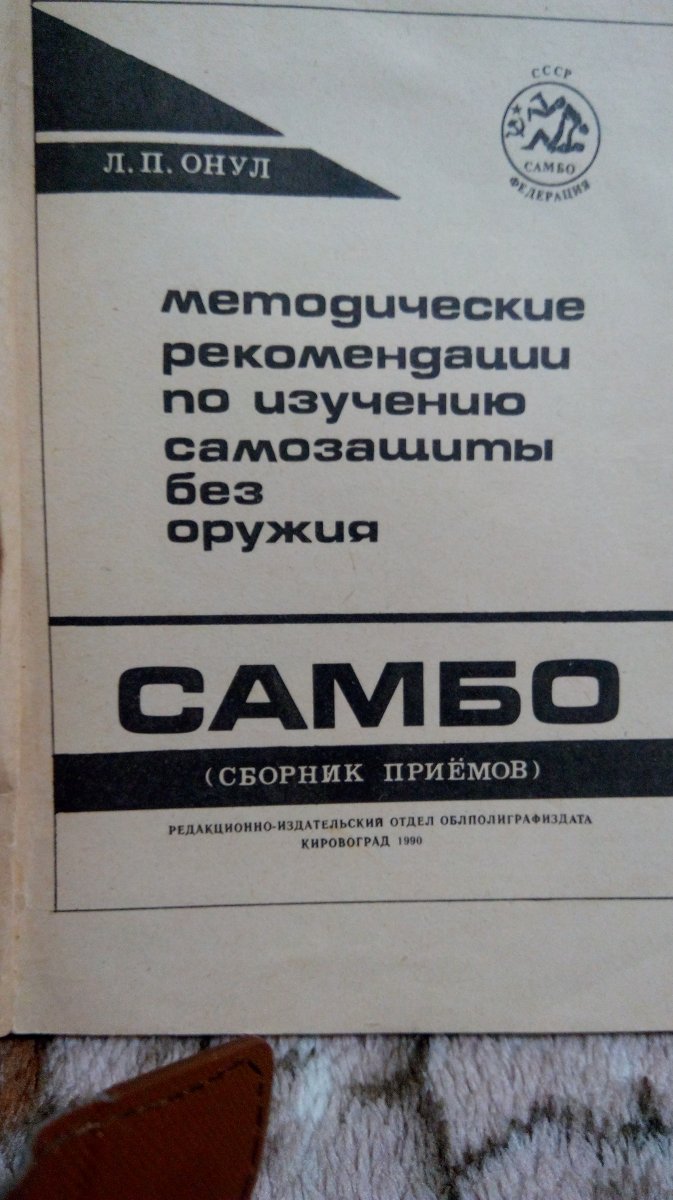 Л. П. ОНУЛ
СССР
САМБО
ФЕДЕРАЦИЯ
методические
рекомендации
по изучению
самозащиты
без
оружия
САМБО
(СБОРНИК ПРИЁМОВ)
РЕДАКЦИОННО-ИЗДАТЕЛЬСКИЙ ОТДЕЛ ОБЛПОЛИГРАФИЗДАТА
КИРОВОГРАД 1990